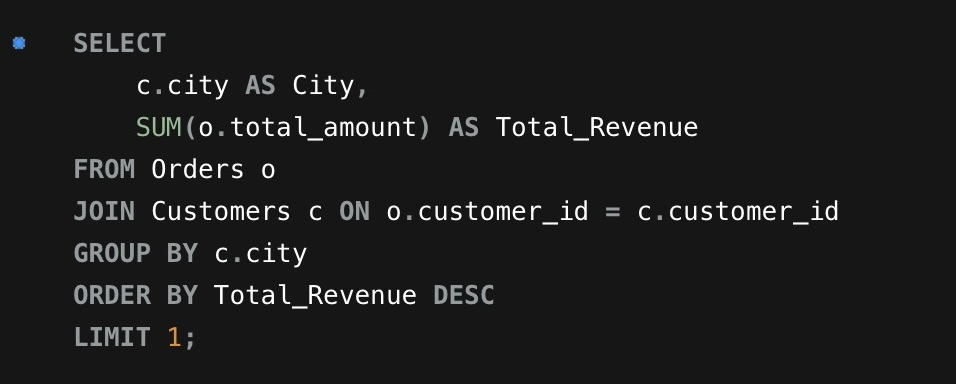 SELECT
    c.city AS City,
    SUM(o.total_amount) AS Total_Revenue
FROM Orders o
JOIN Customers c ON o.customer_id = c.customer_id
GROUP BY c.city
ORDER BY Total_Revenue DESC
LIMIT 1;